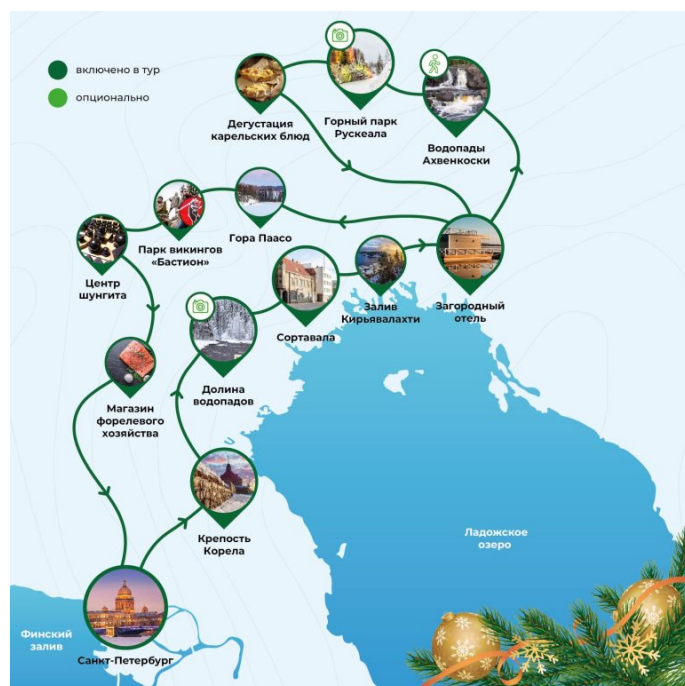 включено в тур
опционально
Дегустация
карельских блюд
Горный парк
Рускеала
Водопады
Ахвенкоски
Центр
шунгита
Парк викингов
«Бастион»
Гора Паасо
Сортавала
Залив
Кирьявалахти
Загородный
отель
Магазин
форелевого
хозяйства
Долина
водопадов
Крепость
Корела
Ладожское
озеро
Финский
залив
Санкт-Петербург